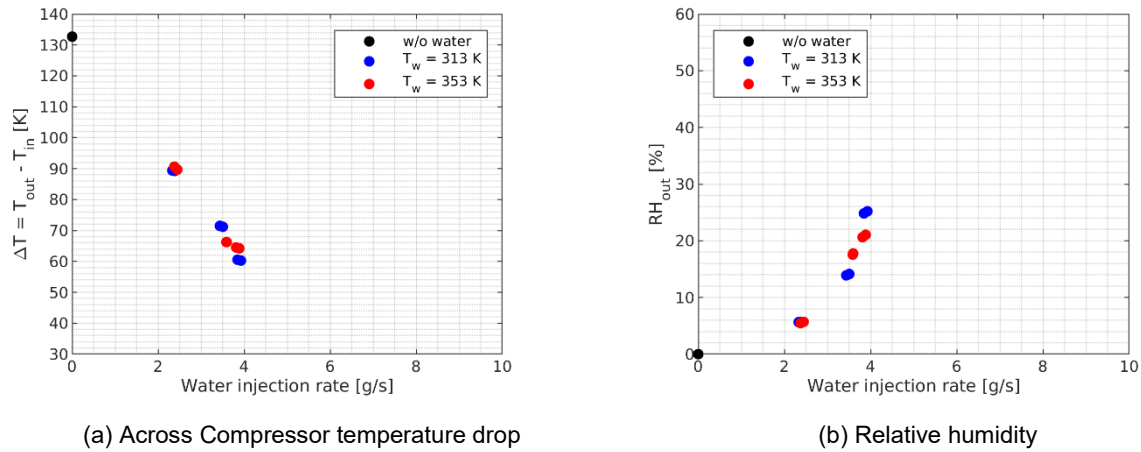 140
130
120
110
100
90
80
70
60
50
40
30
ΔT = T_out - T_in [K]
w/o water
T_w = 313 K
T_w = 353 K
0 2 4 6 8 10
Water injection rate [g/s]
(a) Across Compressor temperature drop
60
50
40
30
20
10
0
RH_out [%]
w/o water
T_w = 313 K
T_w = 353 K
0 2 4 6 8 10
Water injection rate [g/s]
(b) Relative humidity